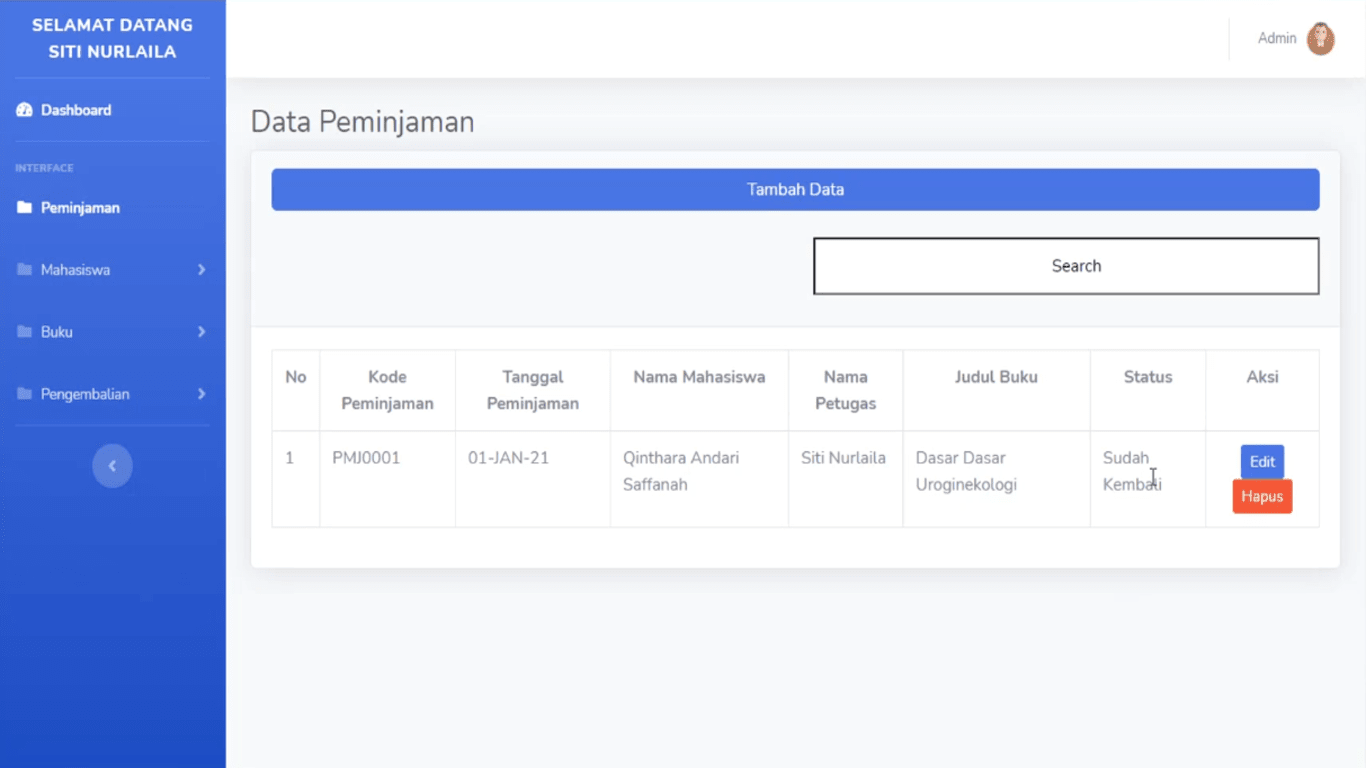 SELAMAT DATANG
SITI NURLAILA
Dashboard
INTERFACE
Peminjaman
Mahasiswa
Buku
Pengembalian
Admin
Data Peminjaman
Tambah Data
Search
No
Kode
Peminjaman
Tanggal
Peminjaman
Nama Mahasiswa
Nama
Petugas
Judul Buku
Status
Aksi
1
PMJ0001
01-JAN-21
Qinthara Andari
Saffanah
Siti Nurlaila
Dasar Dasar
Uroginekologi
Sudah
Kembali
Edit
Hapus